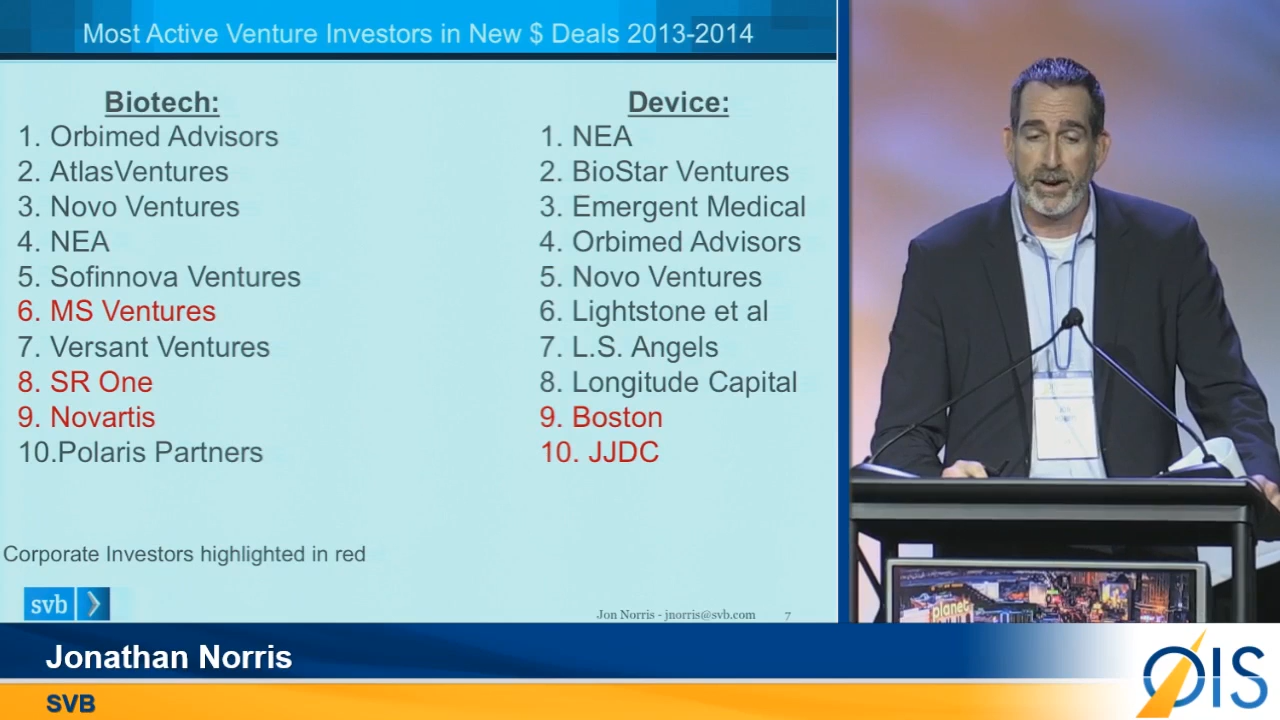 Most Active Venture Investors in New $ Deals 2013-2014
Biotech:
1. Orbimed Advisors
2. AtlasVentures
3. Novo Ventures
4. NEA
5. Sofinnova Ventures
6. MS Ventures
7. Versant Ventures
8. SR One
9. Novartis
10.Polaris Partners
Device:
1. NEA
2. BioStar Ventures
3. Emergent Medical
4. Orbimed Advisors
5. Novo Ventures
6. Lightstone et al
7. L.S. Angels
8. Longitude Capital
9. Boston
10. JJDC
Corporate Investors highlighted in red
svb
Jon Norris - jnorris@svb.com 7
planet
Jonathan Norris
SVB
OIS